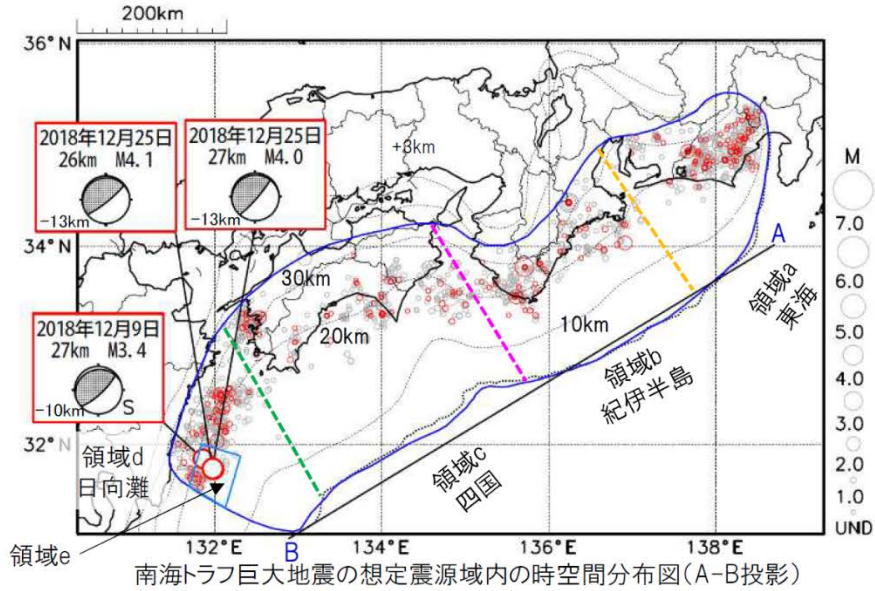 200km
36°N
2018年12月25日
26km M4.1
-13km
2018年12月25日
27km M4.0
-13km
+3km
M
7.0
6.0
5.0
4.0
3.0
2.0
1.0
UND
34°N
A
30km
20km
10km
領域a
東海
領域b
紀伊半島
2018年12月9日
27km M3.4
-10km
S
領域c
四国
32°N
領域d
日向灘
領域e
B
132°E
134°E
136°E
138°E
南海トラフ巨大地震の想定震源域内の時空間分布図(A-B投影)